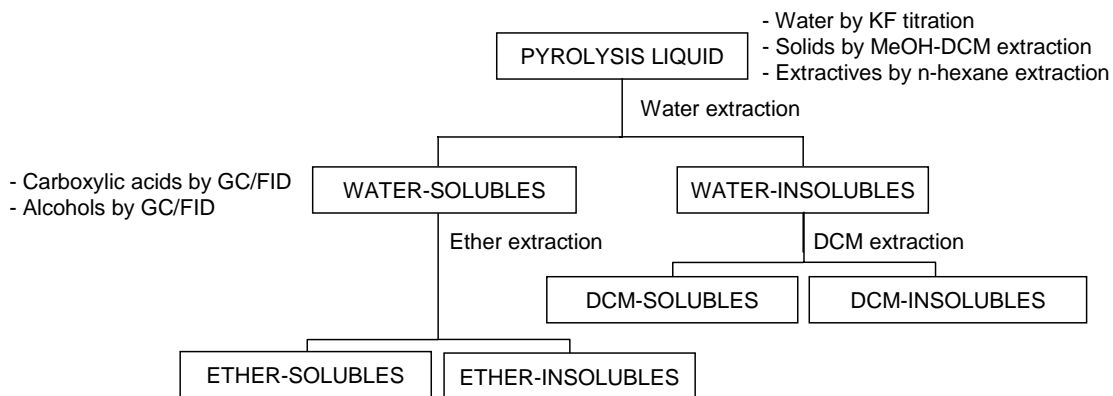 - Water by KF titration
- Solids by MeOH-DCM extraction
- Extractives by n-hexane extraction
PYROLYSIS LIQUID
Water extraction
- Carboxylic acids by GC/FID
- Alcohols by GC/FID
WATER-SOLUBLES
WATER-INSOLUBLES
Ether extraction
DCM extraction
DCM-SOLUBLES
DCM-INSOLUBLES
ETHER-SOLUBLES
ETHER-INSOLUBLES